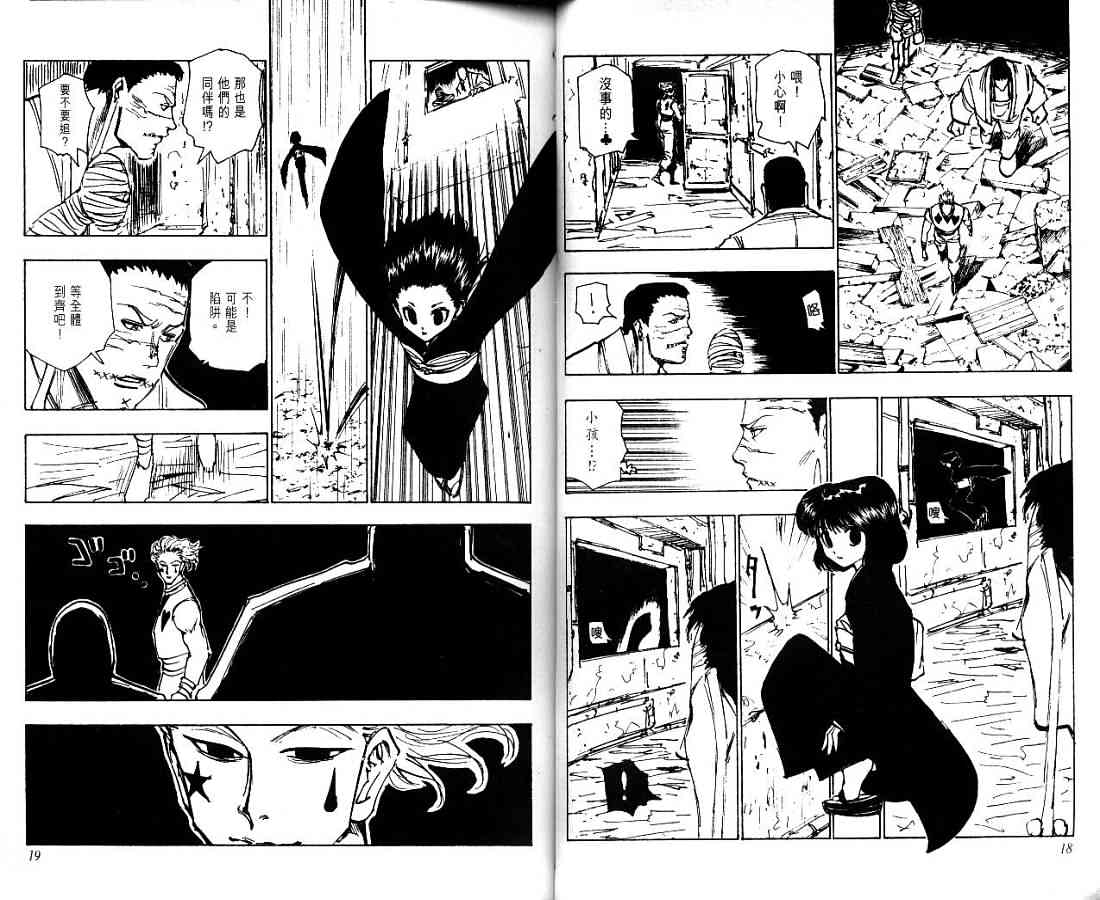 喂！
小心啊！
沒事的…♣
咯
！
小孩…!?
嗖
タッ
嗖
！
18
那也是
他們的
同伴嗎!?
要不要追？
不！
可能是
陷阱。
等全體
到齊吧！
ゴゴ…
19